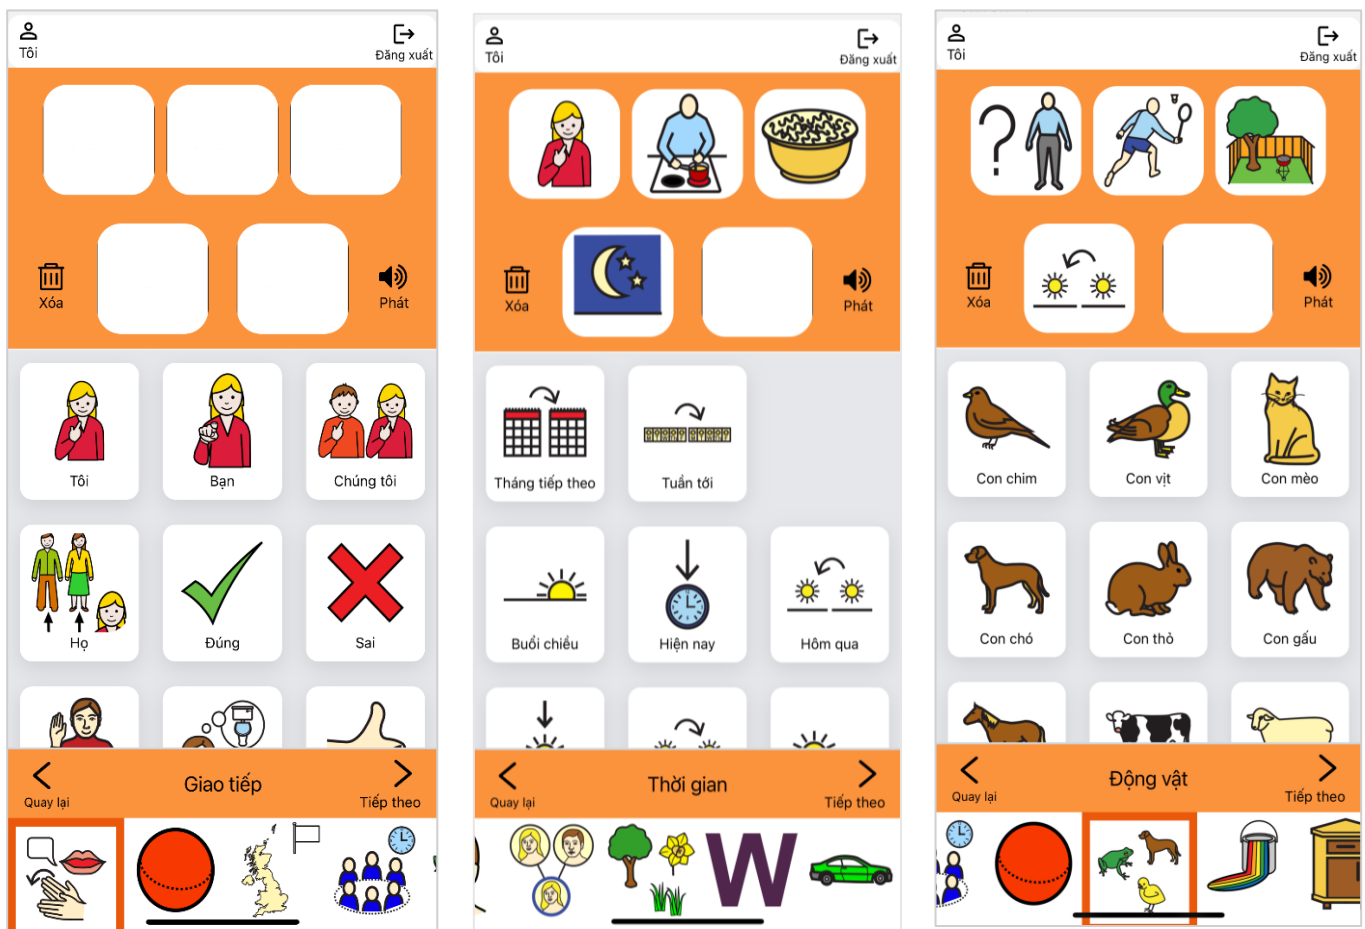 Tôi
Đăng xuất
Xóa
Phát
Tôi
Bạn
Chúng tôi
Họ
Đúng
Sai
Quay lại
Giao tiếp
Tiếp theo
Tôi
Đăng xuất
Xóa
Phát
Tháng tiếp theo
Tuần tới
Buổi chiều
Hiện nay
Hôm qua
Quay lại
Thời gian
Tiếp theo
W
Tôi
Đăng xuất
?
Xóa
Phát
Con chim
Con vịt
Con mèo
Con chó
Con thỏ
Con gấu
Quay lại
Động vật
Tiếp theo